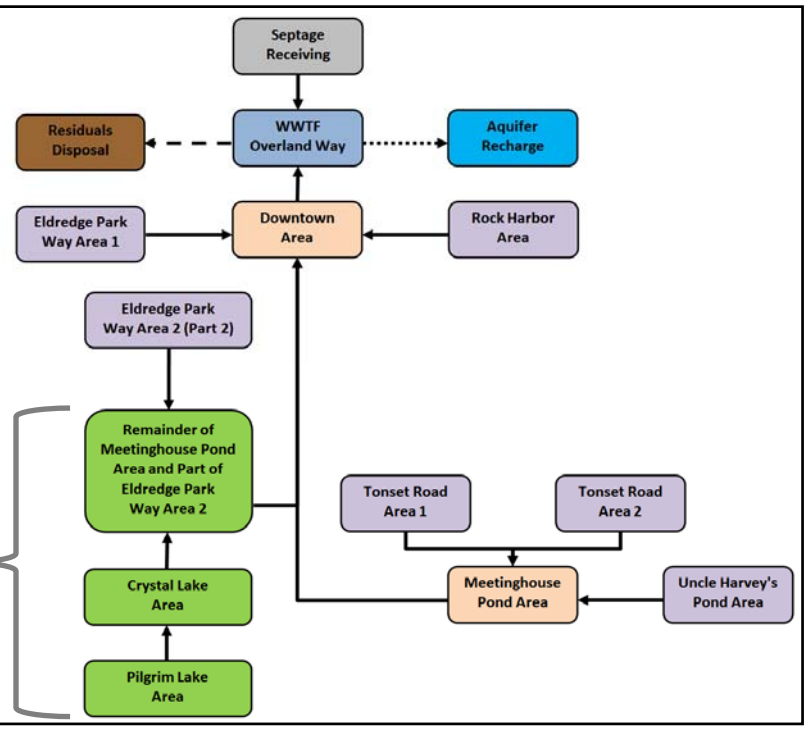 Septage
Receiving
Residuals
Disposal
WWTF
Overland Way
Aquifer
Recharge
Eldredge Park
Way Area 1
Downtown
Area
Rock Harbor
Area
Eldredge Park
Way Area 2 (Part 2)
Remainder of
Meetinghouse Pond
Area and Part of
Eldredge Park
Way Area 2
Tonset Road
Area 1
Tonset Road
Area 2
Crystal Lake
Area
Meetinghouse
Pond Area
Uncle Harvey's
Pond Area
Pilgrim Lake
Area